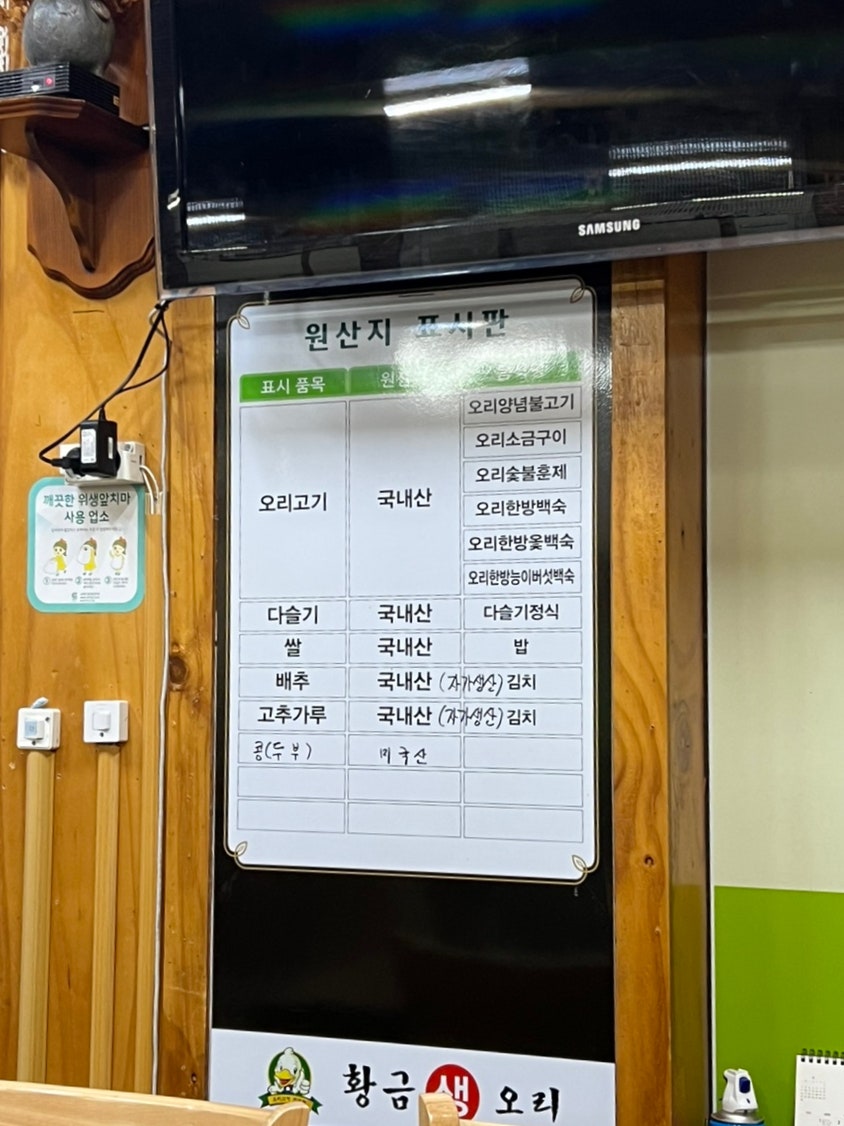 SAMSUNG
원산지 표시판
표시 품목
오리고기 국내산 오리양념불고기
오리소금구이
오리숯불훈제
오리한방백숙
오리한방옻백숙
오리한방능이버섯백숙
다슬기 국내산 다슬기정식
쌀 국내산 밥
배추 국내산 (자가생산) 김치
고추가루 국내산 (자가생산) 김치
콩(두부) 미국산
깨끗한 위생앞치마
사용 업소
황금 생 오리